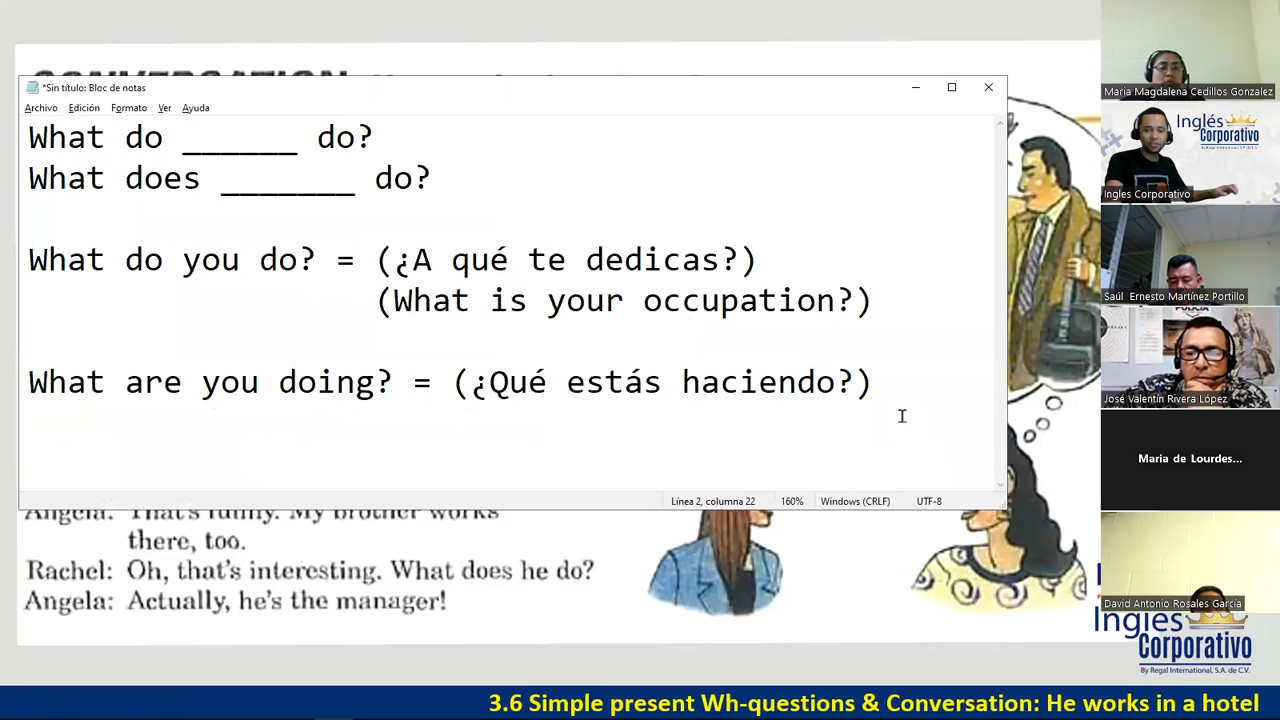 *Sin título: Bloc de notas
Archivo Edición Formato Ver Ayuda
What do ______ do?
What does _______ do?
What do you do? = (¿A qué te dedicas?)
(What is your occupation?)
What are you doing? = (¿Qué estás haciendo?)
Línea 2, columna 22 160% Windows (CRLF) UTF-8
Angela: That's funny. My brother works
there, too.
Rachel: Oh, that's interesting. What does he do?
Angela: Actually, he's the manager!
Maria Magdalena Cedillos Gonzalez
Inglés
Corporativo
By Regal International, S.A. de C.V.
Ingles Corporativo
Saúl Ernesto Martínez Portillo
José Valentín Rivera López
Maria de Lourdes...
David Antonio Rosales García
Inglés
Corporativo
By Regal International, S.A. de C.V.
3.6 Simple present Wh-questions & Conversation: He works in a hotel